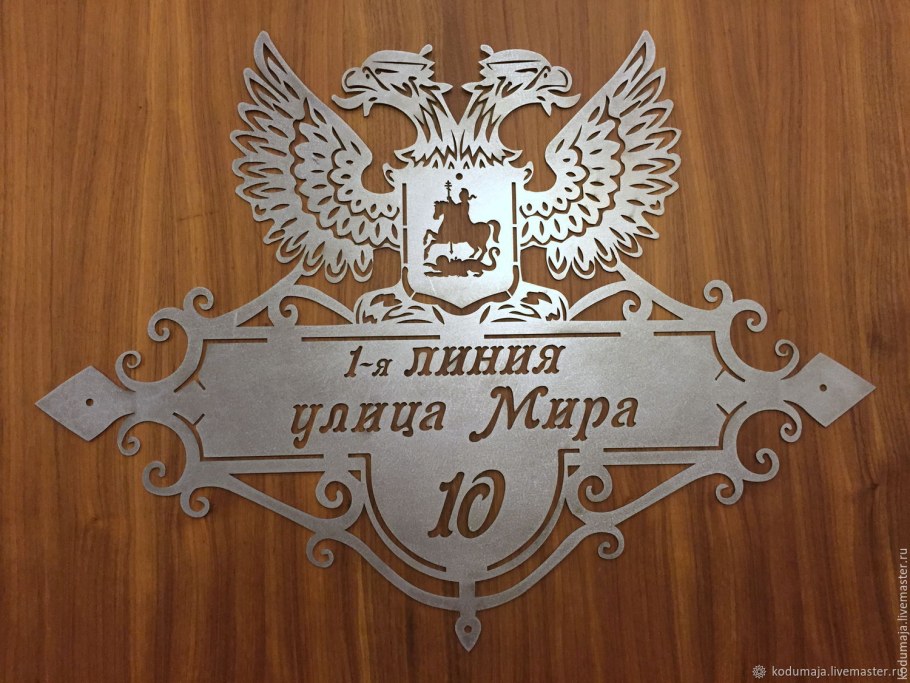 1-я линия
улица Мира
10
kodumaja.livemaster.ru
kodumaja.livemaster.ru